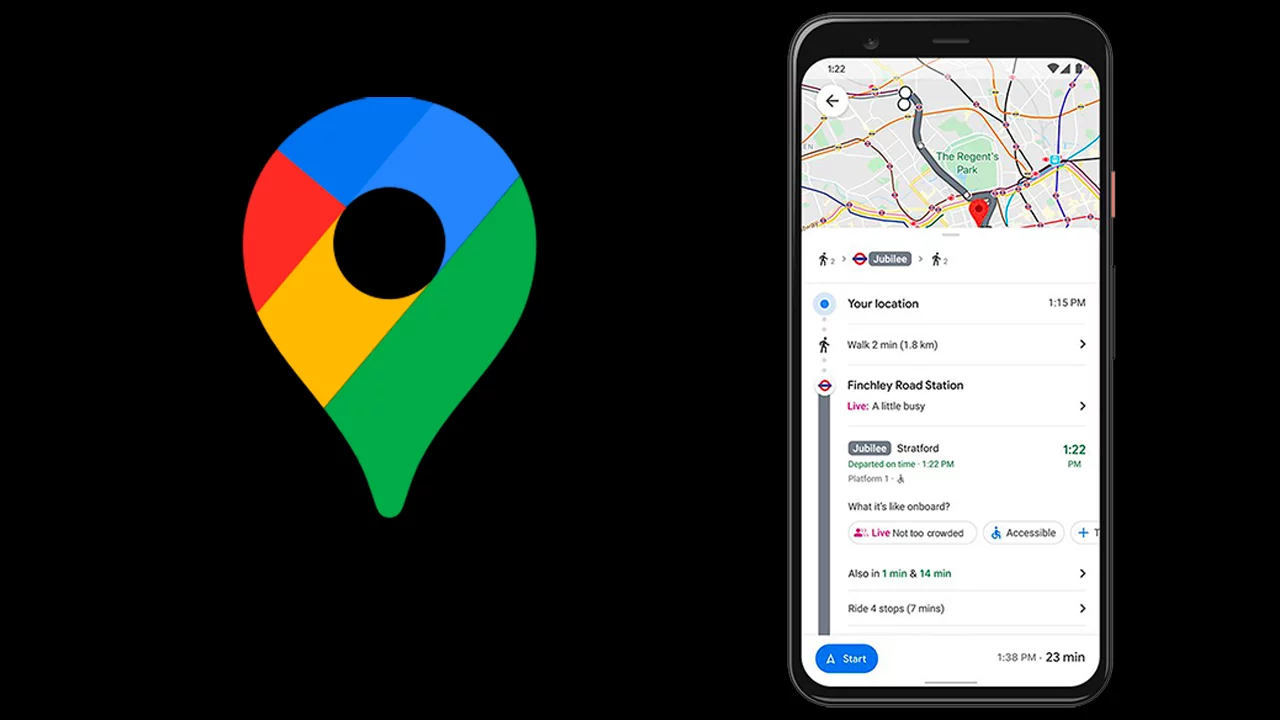 1:22
EN
The Regent's
Park
2 > Jubilee > 2
Your location 1:15 PM
Walk 2 min (1.8 km)
Finchley Road Station
Live: A little busy
Jubilee Stratford 1:22
Departed on time · 1:22 PM PM
Platform 1 ·
What it's like onboard?
Live Not too crowded Accessible + T
Also in 1 min & 14 min
Ride 4 stops (7 mins)
Start 1:38 PM · 23 min